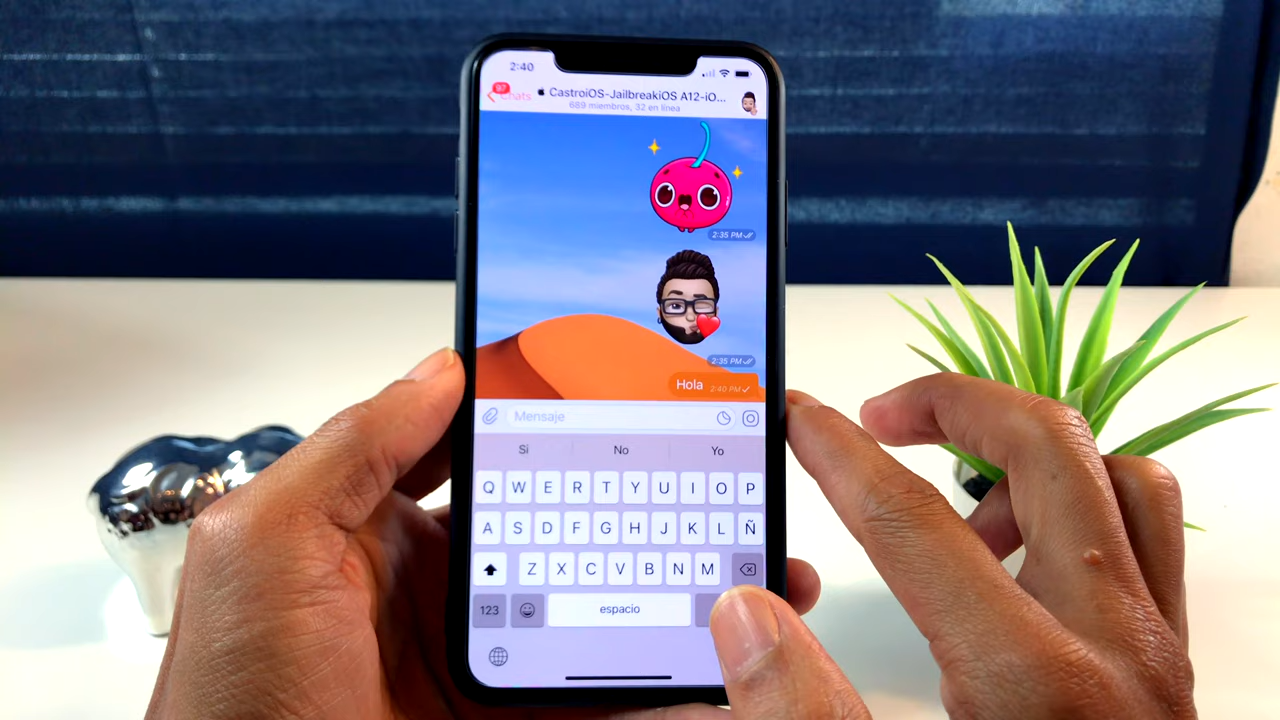 2:40
97
Chats
CastroiOS-JailbreakiOS A12-iO...
689 miembros, 32 en línea
2:35 PM
2:35 PM
Hola 2:40 PM
Mensaje
Si No Yo
Q W E R T Y U I O P
A S D F G H J K L Ñ
Z X C V B N M
123 espacio